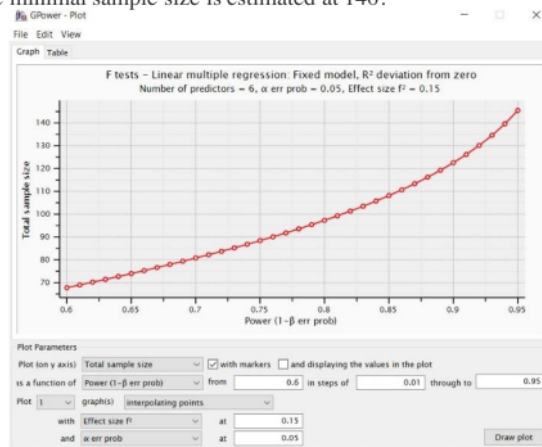 minimal sample size is estimated at 146.
GPower - Plot
File Edit View
Graph Table
F tests - Linear multiple regression: Fixed model, R² deviation from zero
Number of predictors = 6, α err prob = 0.05, Effect size f² = 0.15
Total sample size
140
130
120
110
100
90
80
70
0.6 0.65 0.7 0.75 0.8 0.85 0.9 0.95
Power (1-β err prob)
Plot Parameters
Plot (on y axis) Total sample size with markers and displaying the values in the plot
as a function of Power (1-β err prob) from 0.6 in steps of 0.01 through to 0.95
Plot 1 graph(s) interpolating points
with Effect size f² at 0.15
and α err prob at 0.05 Draw plot